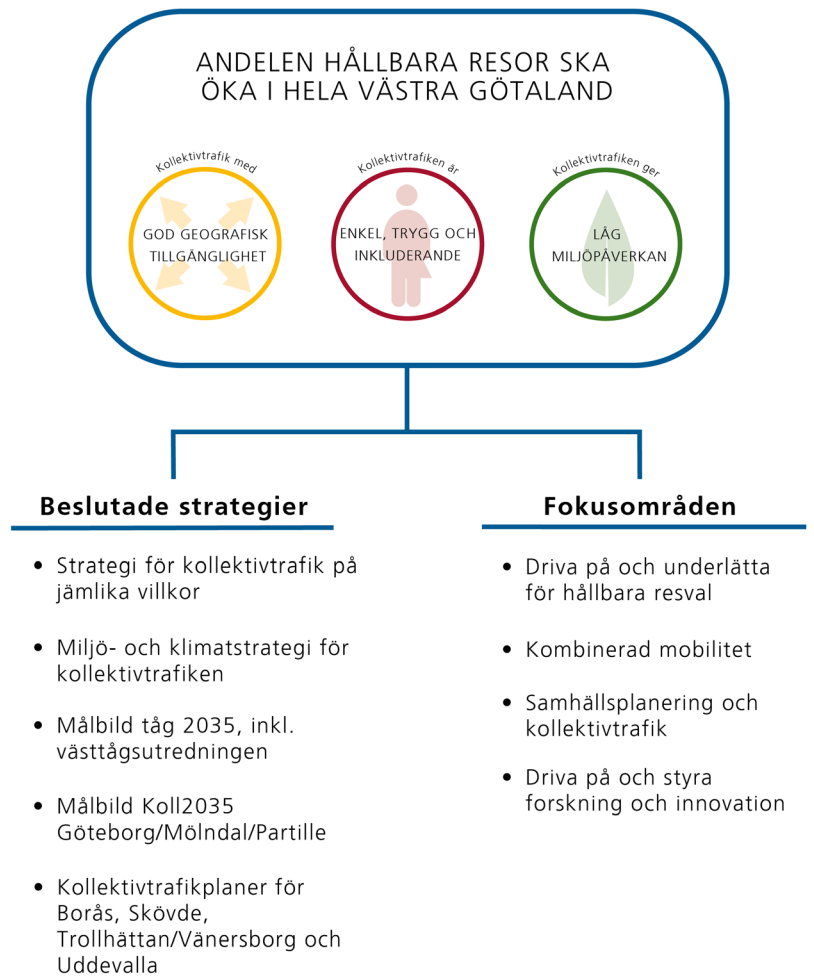 ANDELEN HÅLLBARA RESOR SKA
ÖKA I HELA VÄSTRA GÖTALAND
Kollektivtrafik med
GOD GEOGRAFISK
TILLGÄNGLIGHET
Kollektivtrafiken är
ENKEL, TRYGG OCH
INKLUDERANDE
Kollektivtrafiken ger
LÅG
MILJÖPÅVERKAN
Beslutade strategier
• Strategi för kollektivtrafik på
jämlika villkor
• Miljö- och klimatstrategi för
kollektivtrafiken
• Målbild tåg 2035, inkl.
västtågsutredningen
• Målbild Koll2035
Göteborg/Mölndal/Partille
• Kollektivtrafikplaner för
Borås, Skövde,
Trollhättan/Vänersborg och
Uddevalla
Fokusområden
• Driva på och underlätta
för hållbara resval
• Kombinerad mobilitet
• Samhällsplanering och
kollektivtrafik
• Driva på och styra
forskning och innovation